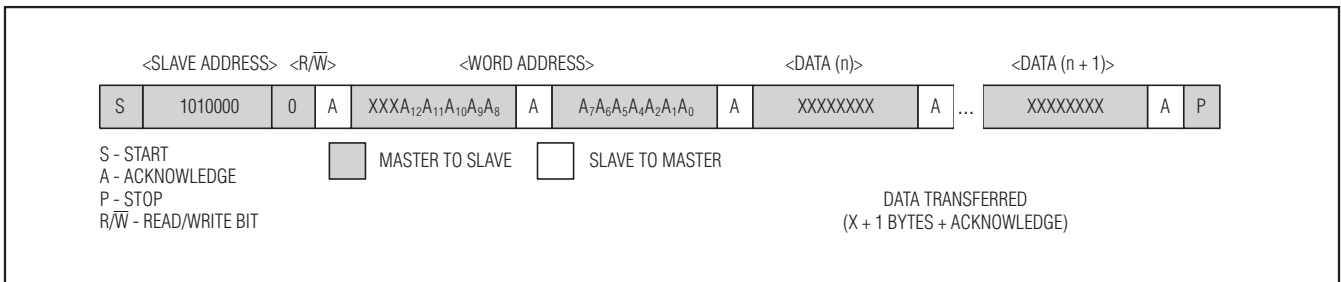 <SLAVE ADDRESS> <R/W̅> <WORD ADDRESS> <DATA (n)> <DATA (n + 1)>
S 1010000 0 A XXXA₁₂A₁₁A₁₀A₉A₈ A A₇A₆A₅A₄A₂A₁A₀ A XXXXXXXX A ... XXXXXXXX A P
S - START
A - ACKNOWLEDGE
P - STOP
R/W̅ - READ/WRITE BIT
MASTER TO SLAVE SLAVE TO MASTER
DATA TRANSFERRED
(X + 1 BYTES + ACKNOWLEDGE)